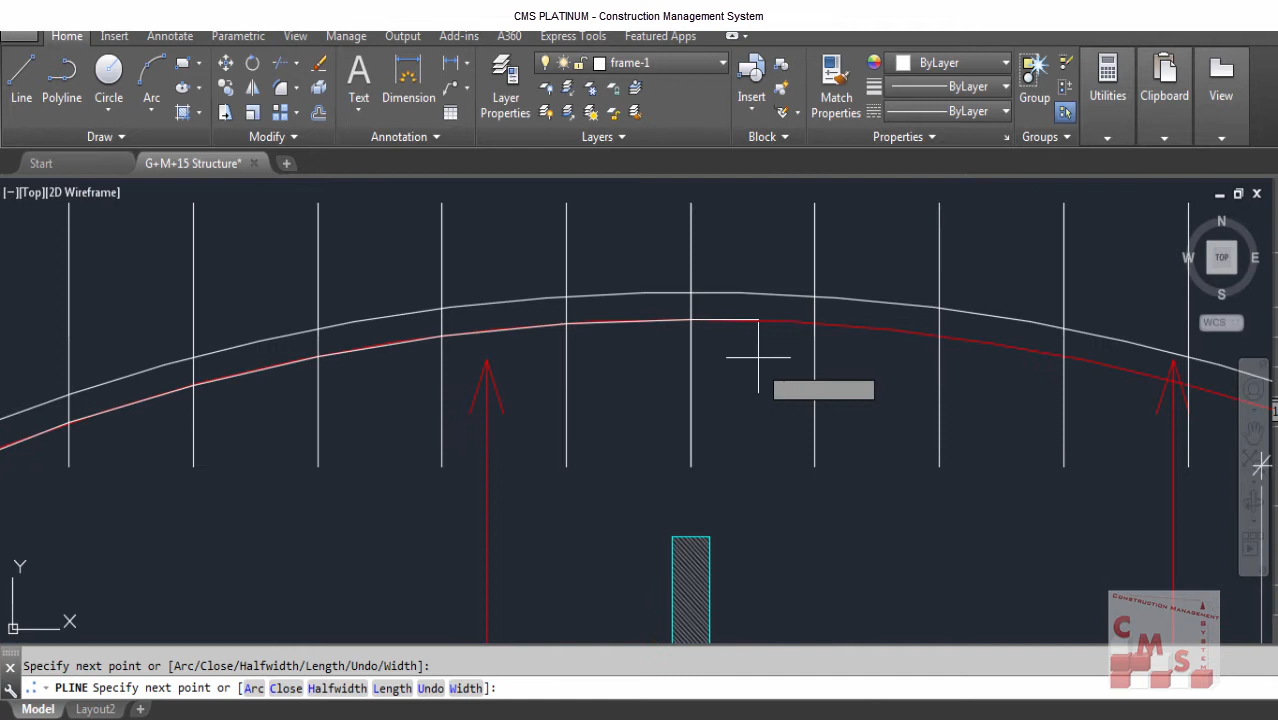 CMS PLATINUM - Construction Management System
Home Insert Annotate Parametric View Manage Output Add-ins A360 Express Tools Featured Apps
frame-1
ByLayer
ByLayer
ByLayer
Line Polyline Circle Arc Text Dimension Layer Properties Insert Match Properties Group Utilities Clipboard View
Draw Modify Annotation Layers Block Properties Groups
Start G+M+15 Structure*
[−][Top][2D Wireframe]
N
W TOP E
S
WCS
Y
X
Construction Management
SYSTEM
C
M
S
Specify next point or [Arc/Close/Halfwidth/Length/Undo/Width]:
PLINE Specify next point or [Arc Close Halfwidth Length Undo Width]:
Model Layout2